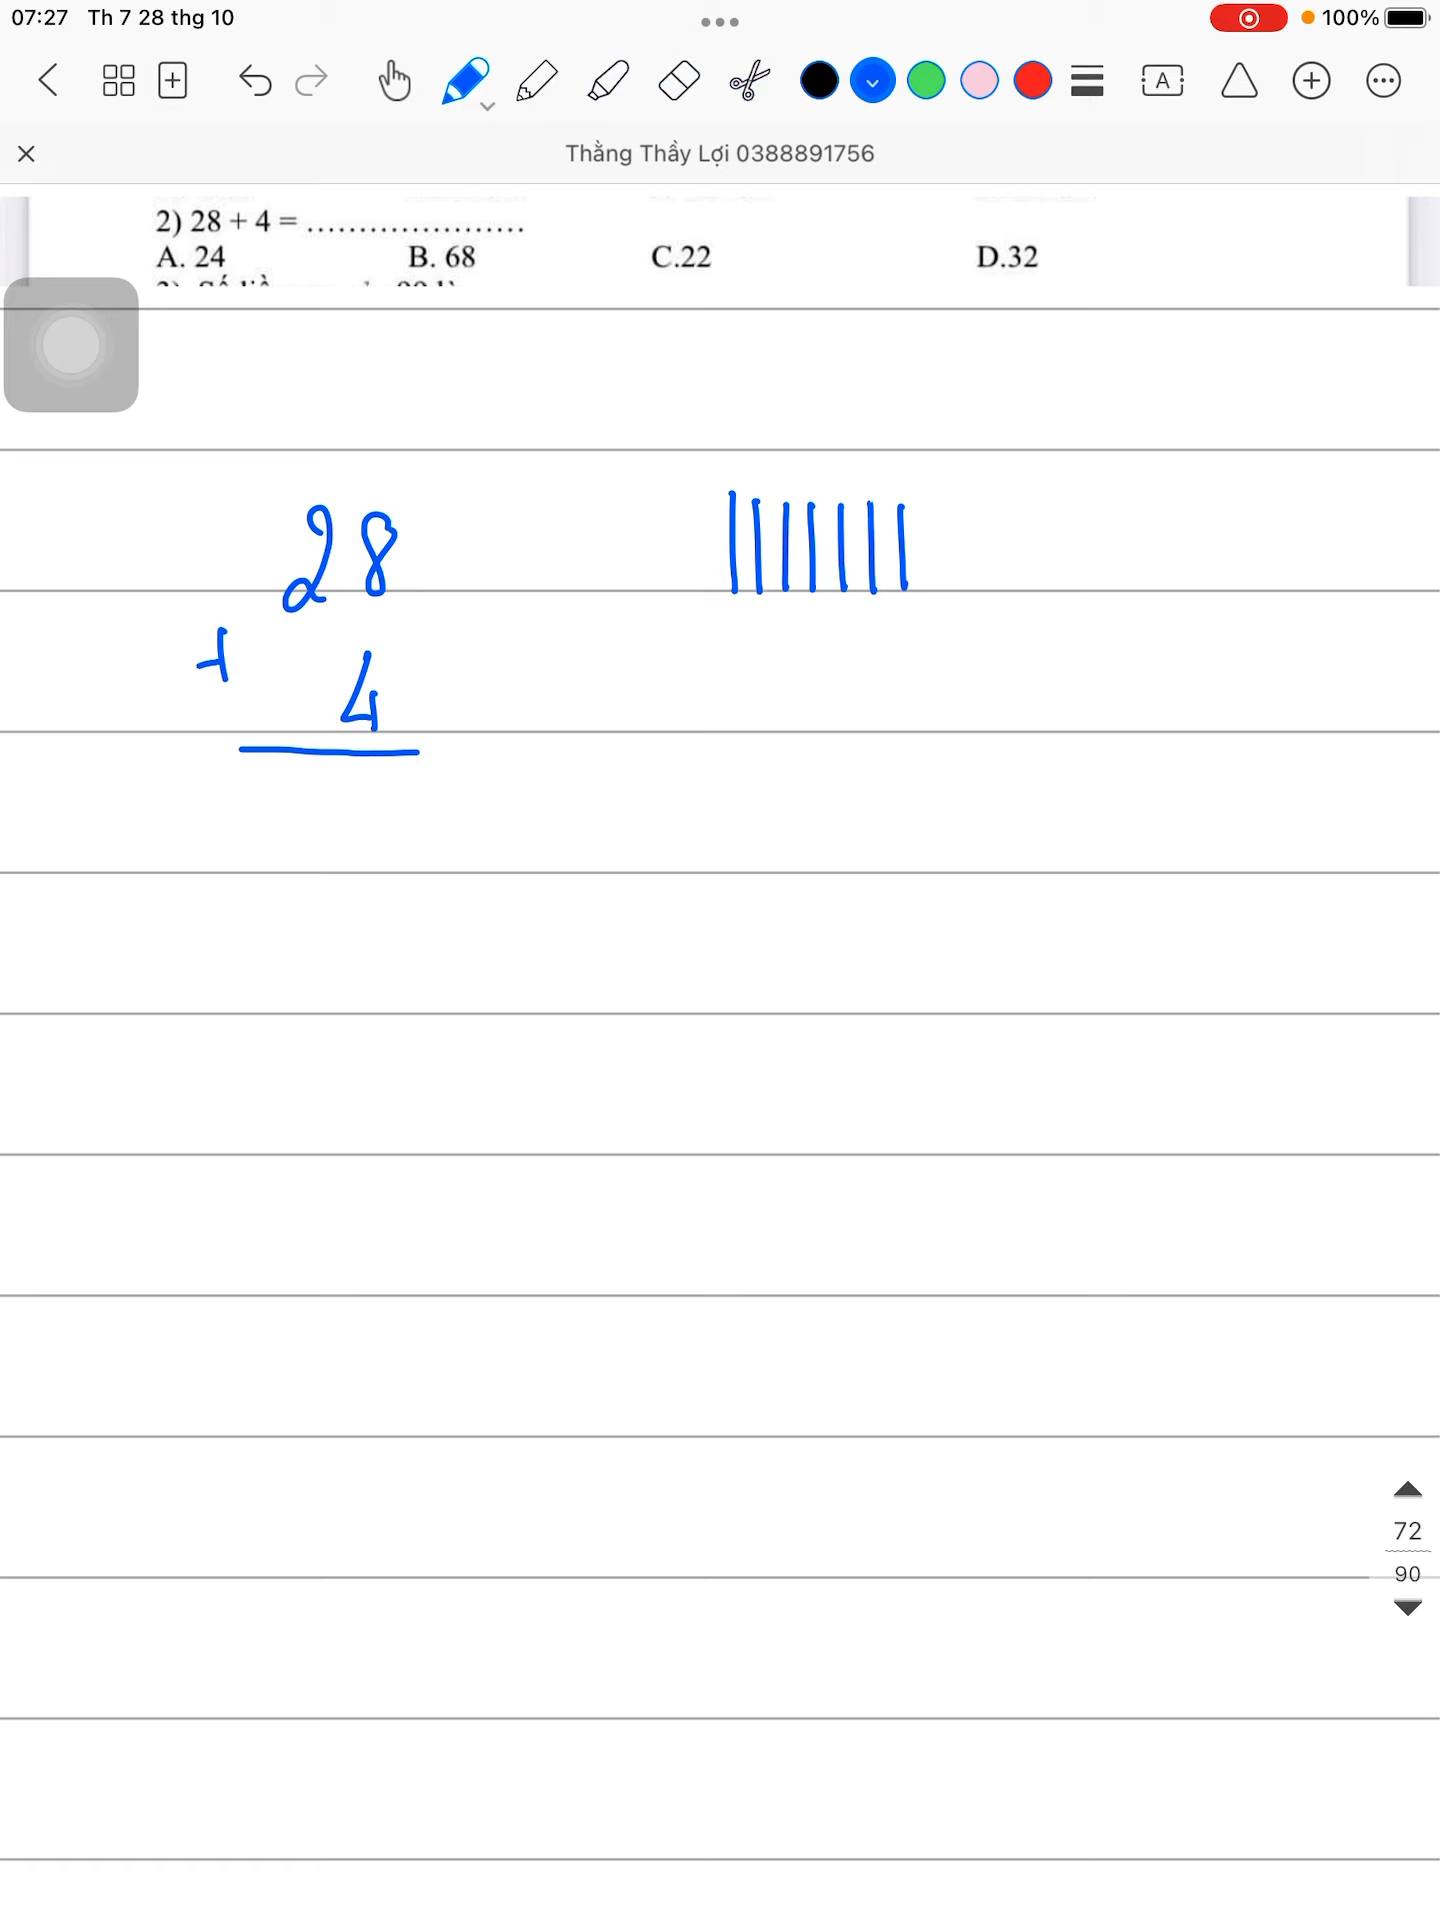 07:27 Th 7 28 thg 10
100%
A
Thằng Thầy Lợi 0388891756
2) 28 + 4 = .....................
A. 24 B. 68 C.22 D.32
28
+ 4
72
90